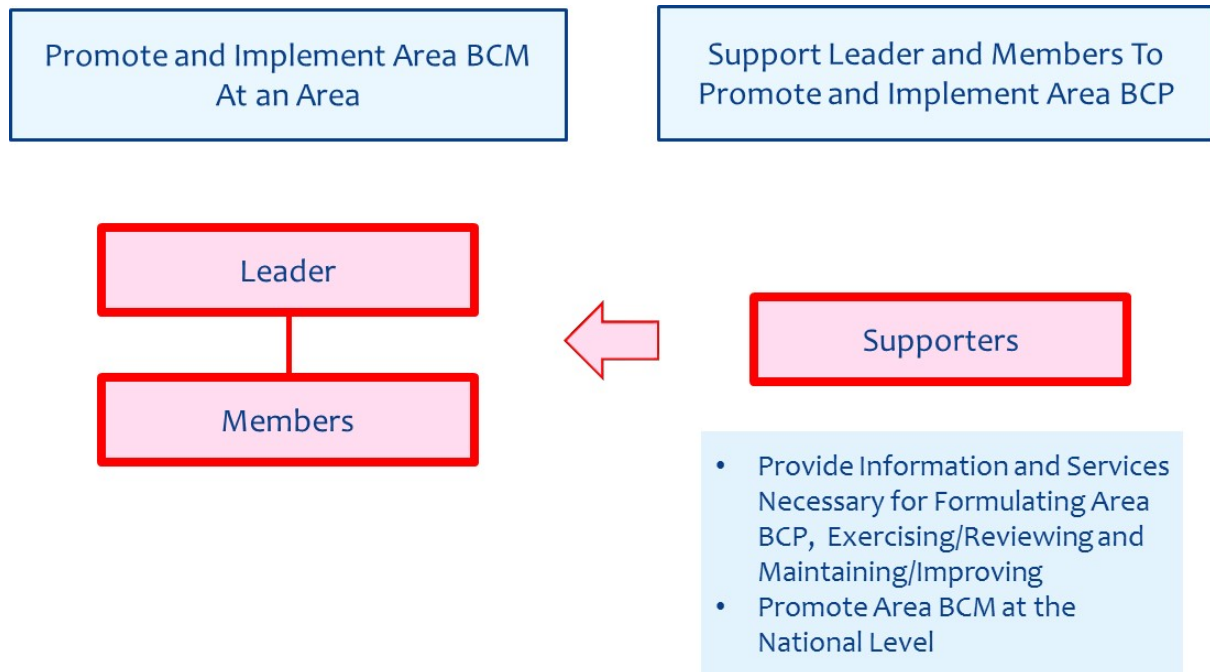 Promote and Implement Area BCM
At an Area
Support Leader and Members To
Promote and Implement Area BCP
Leader
Members
Supporters
• Provide Information and Services
Necessary for Formulating Area
BCP, Exercising/Reviewing and
Maintaining/Improving
• Promote Area BCM at the
National Level